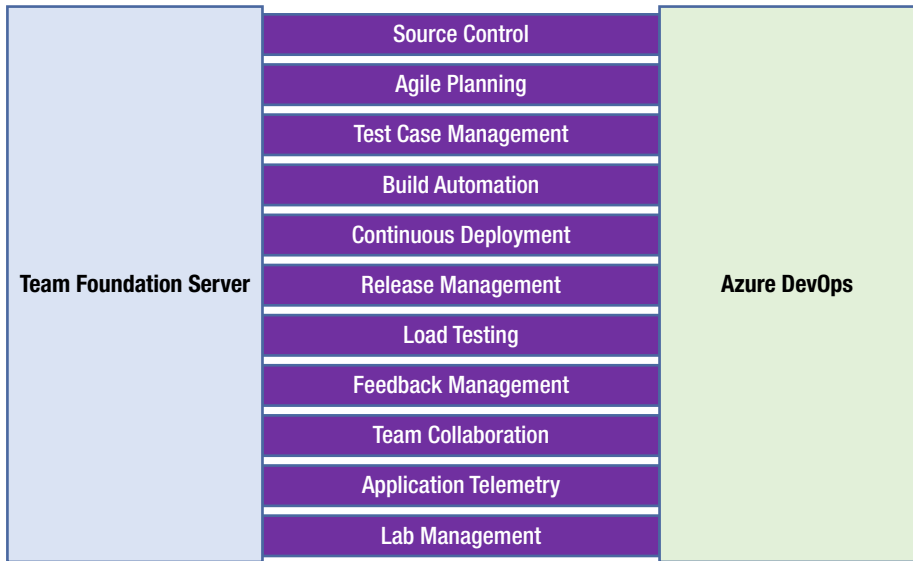 Source Control
Agile Planning
Test Case Management
Build Automation
Continuous Deployment
Team Foundation Server
Release Management
Azure DevOps
Load Testing
Feedback Management
Team Collaboration
Application Telemetry
Lab Management